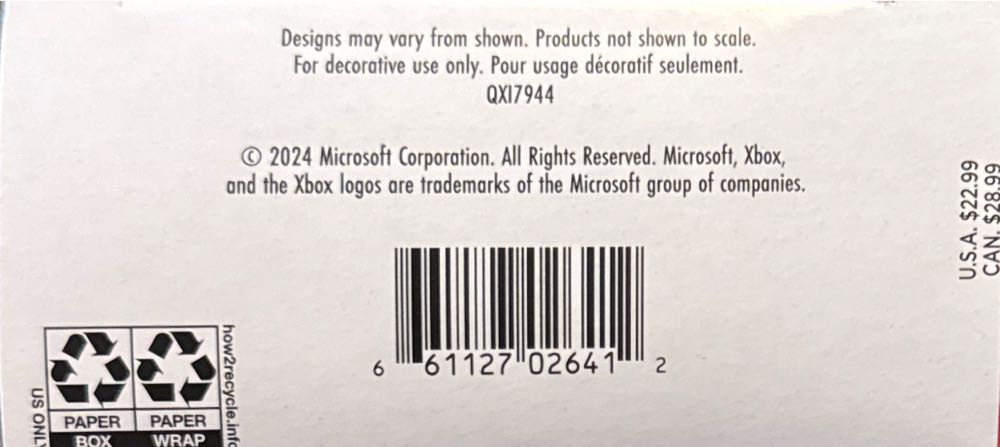 Designs may vary from shown. Products not shown to scale.
For decorative use only. Pour usage décoratif seulement.
QXI7944
© 2024 Microsoft Corporation. All Rights Reserved. Microsoft, Xbox,
and the Xbox logos are trademarks of the Microsoft group of companies.
U.S.A. $22.99
CAN. $28.99
6 61127 02641 2
how2recycle.info
US ONLY
PAPER PAPER
BOX WRAP